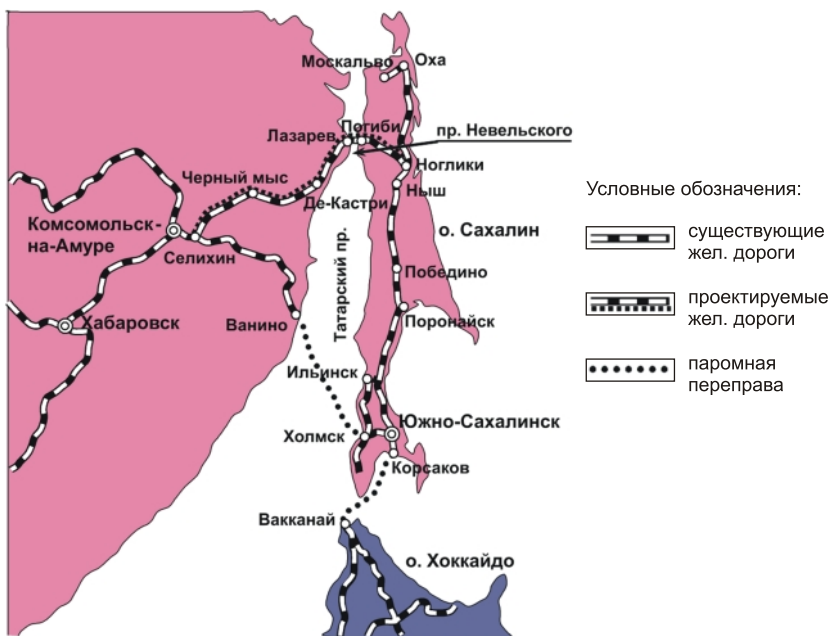 Москальво
Оха
Погиби
Лазарев
пр. Невельского
Ноглики
Черный мыс
Ныш
Де-Кастри
Условные обозначения:
Комсомольск-
на-Амуре
о. Сахалин
существующие
жел. дороги
Селихин
Татарский пр.
Победино
проектируемые
жел. дороги
Хабаровск
Ванино
Поронайск
паромная
переправа
Ильинск
Южно-Сахалинск
Холмск
Корсаков
Вакканай
о. Хоккайдо